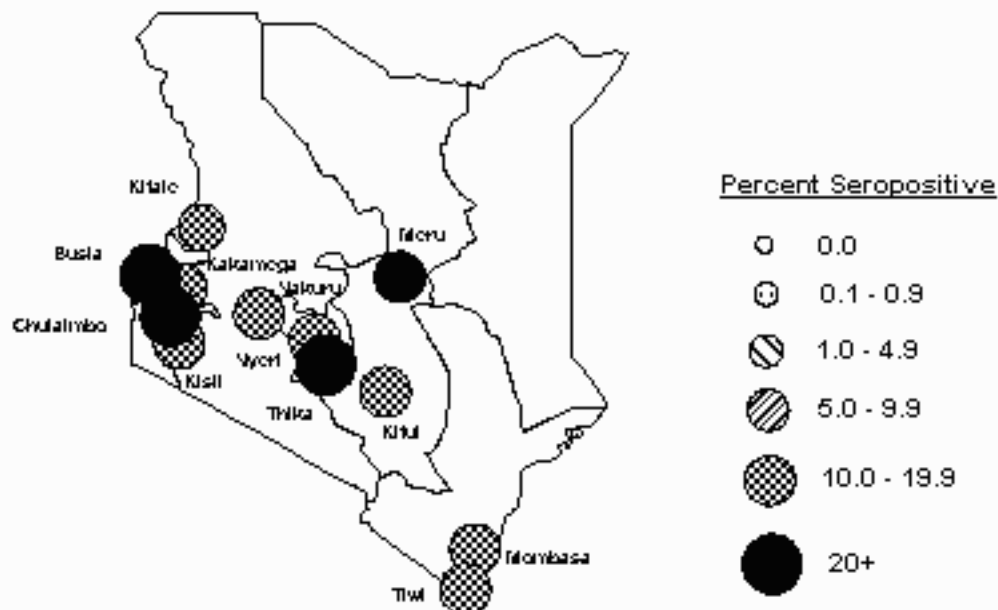 Kitale
Percent Seropositive
Meru
Busia
0.0
Kakamega
Nakuru
0.1 - 0.9
Chulaimbo
1.0 - 4.9
Nyeri
Kisii
5.0 - 9.9
Thika
Kitui
10.0 - 19.9
Mombasa
20+
Tiwi